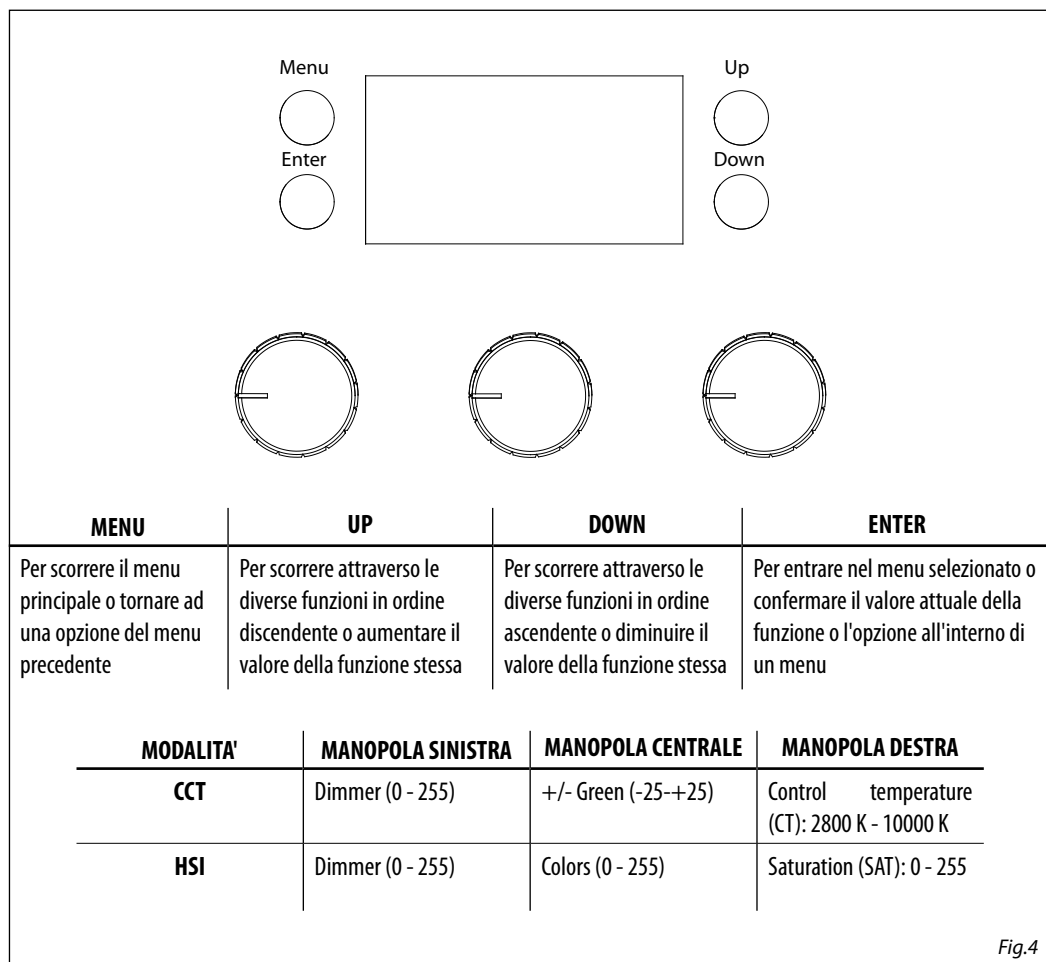 Menu
Up
Enter
Down
MENU
UP
DOWN
ENTER
Per scorrere il menu
principale o tornare ad
una opzione del menu
precedente
Per scorrere attraverso le
diverse funzioni in ordine
discendente o aumentare il
valore della funzione stessa
Per scorrere attraverso le
diverse funzioni in ordine
ascendente o diminuire il
valore della funzione stessa
Per entrare nel menu selezionato o
confermare il valore attuale della
funzione o l'opzione all'interno di
un menu
MODALITA'
MANOPOLA SINISTRA
MANOPOLA CENTRALE
MANOPOLA DESTRA
CCT
Dimmer (0 - 255)
+/- Green (-25-+25)
Control temperature
(CT): 2800 K - 10000 K
HSI
Dimmer (0 - 255)
Colors (0 - 255)
Saturation (SAT): 0 - 255
Fig.4